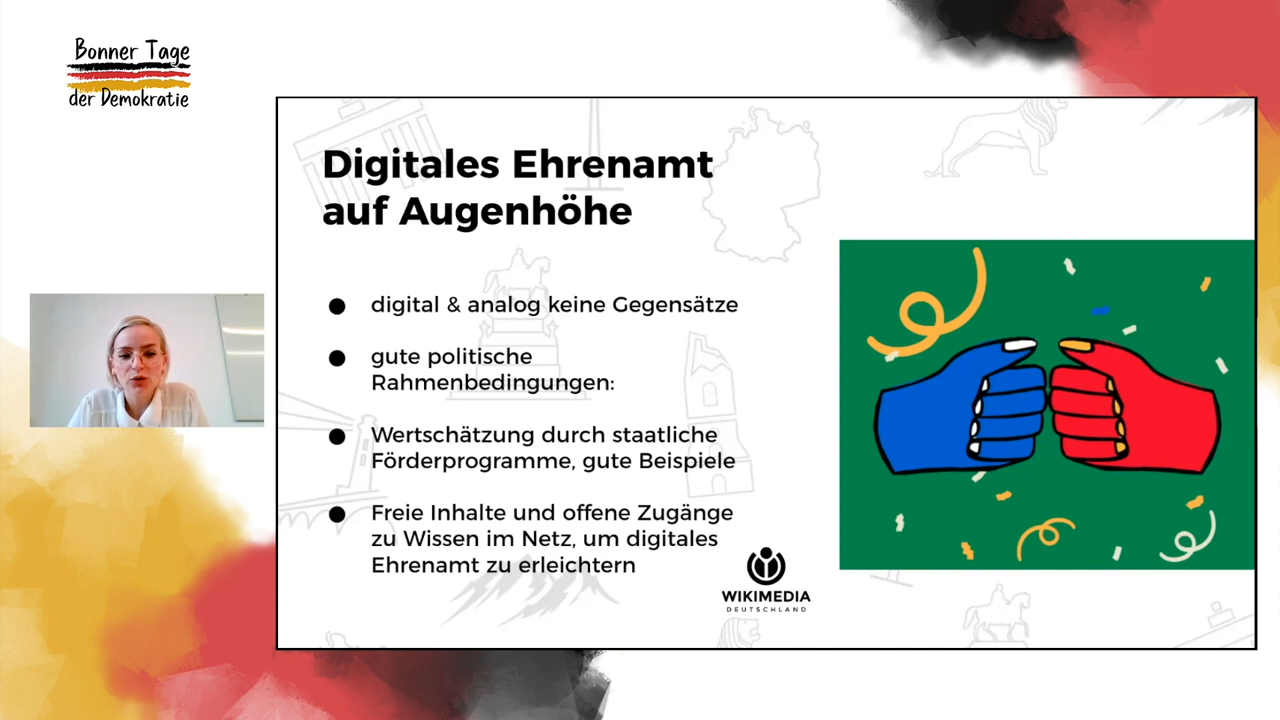 Bonner Tage
der Demokratie
Digitales Ehrenamt
auf Augenhöhe
● digital & analog keine Gegensätze
● gute politische
Rahmenbedingungen:
● Wertschätzung durch staatliche
Förderprogramme, gute Beispiele
● Freie Inhalte und offene Zugänge
zu Wissen im Netz, um digitales
Ehrenamt zu erleichtern
WIKIMEDIA
DEUTSCHLAND